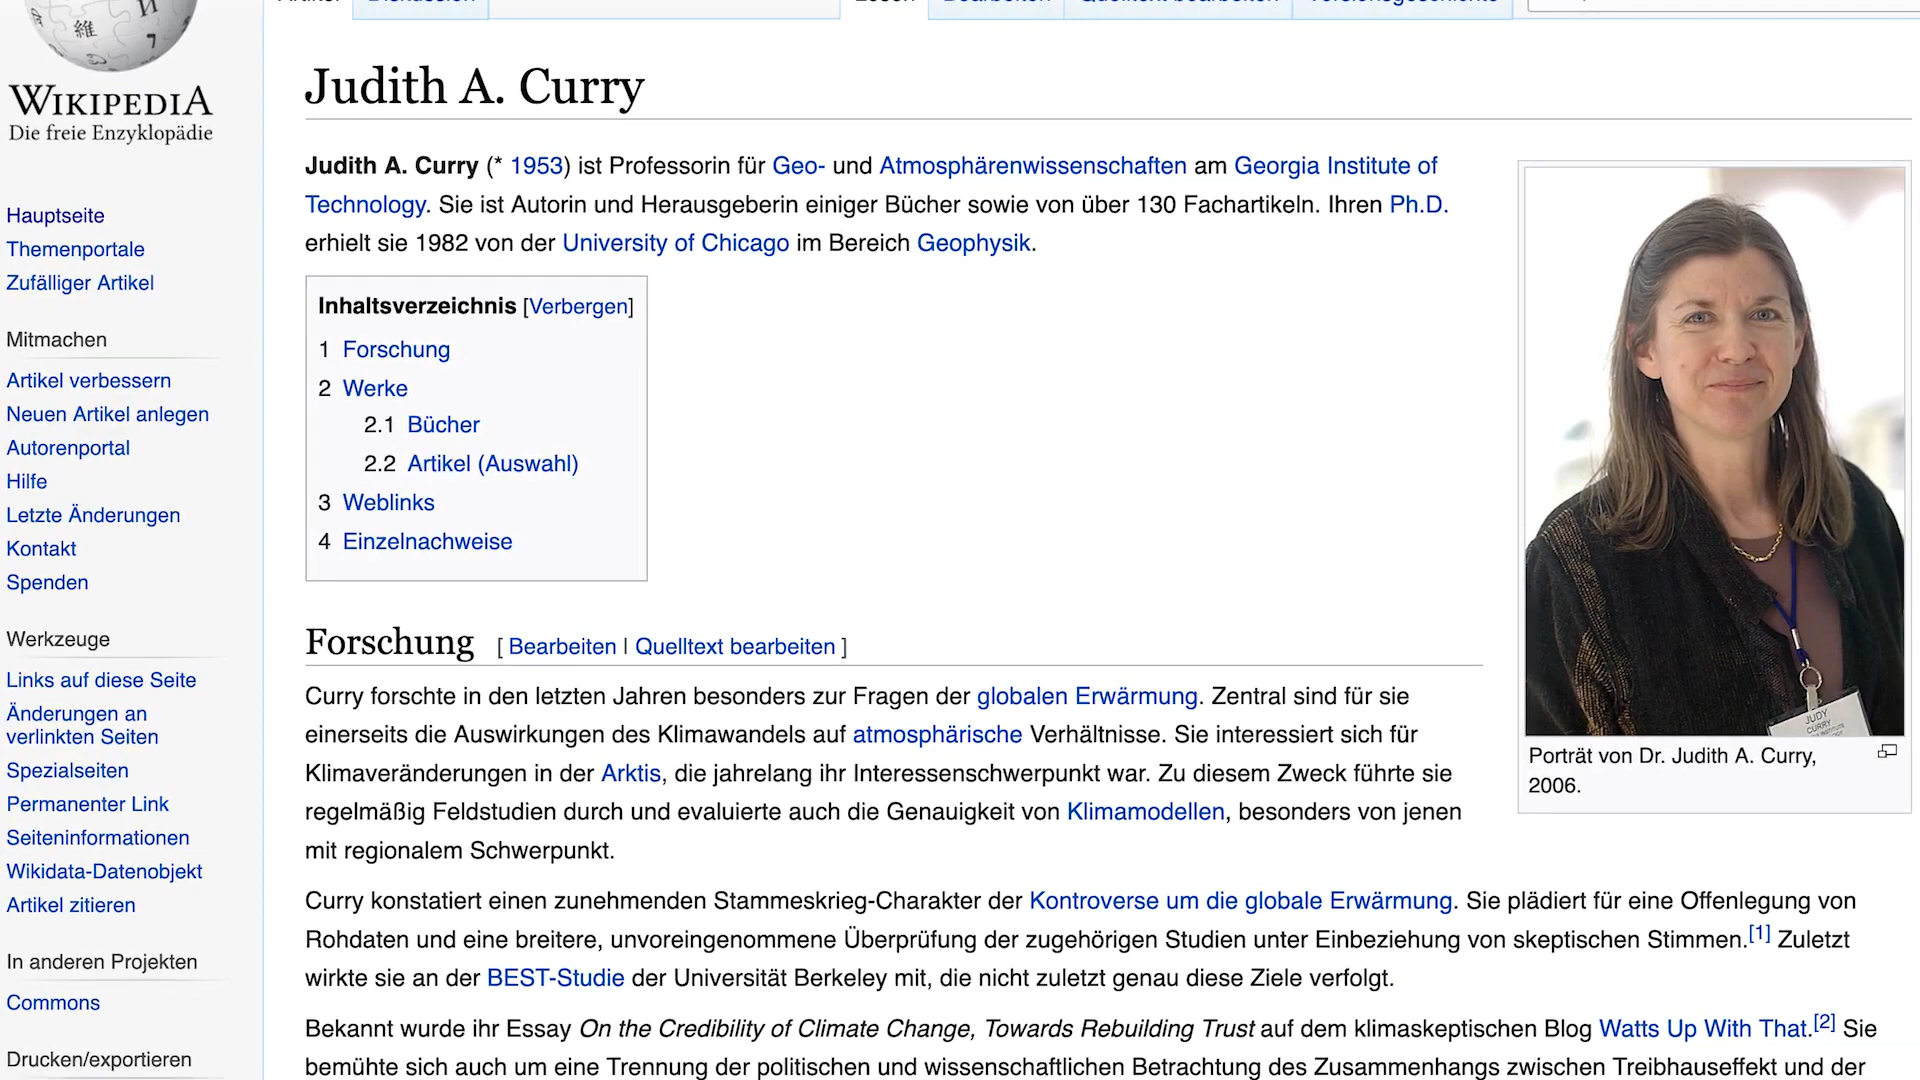 WIKIPEDIA
Die freie Enzyklopädie
Hauptseite
Themenportale
Zufälliger Artikel
Mitmachen
Artikel verbessern
Neuen Artikel anlegen
Autorenportal
Hilfe
Letzte Änderungen
Kontakt
Spenden
Werkzeuge
Links auf diese Seite
Änderungen an
verlinkten Seiten
Spezialseiten
Permanenter Link
Seiteninformationen
Wikidata-Datenobjekt
Artikel zitieren
In anderen Projekten
Commons
Drucken/exportieren
Artikel Diskussion Lesen Bearbeiten Quelltext bearbeiten Versionsgeschichte
Judith A. Curry
Judith A. Curry (* 1953) ist Professorin für Geo- und Atmosphärenwissenschaften am Georgia Institute of
Technology. Sie ist Autorin und Herausgeberin einiger Bücher sowie von über 130 Fachartikeln. Ihren Ph.D.
erhielt sie 1982 von der University of Chicago im Bereich Geophysik.
Inhaltsverzeichnis [Verbergen]
1 Forschung
2 Werke
2.1 Bücher
2.2 Artikel (Auswahl)
3 Weblinks
4 Einzelnachweise
JUDY
CURRY
Porträt von Dr. Judith A. Curry,
2006.
Forschung [ Bearbeiten | Quelltext bearbeiten ]
Curry forschte in den letzten Jahren besonders zur Fragen der globalen Erwärmung. Zentral sind für sie
einerseits die Auswirkungen des Klimawandels auf atmosphärische Verhältnisse. Sie interessiert sich für
Klimaveränderungen in der Arktis, die jahrelang ihr Interessenschwerpunkt war. Zu diesem Zweck führte sie
regelmäßig Feldstudien durch und evaluierte auch die Genauigkeit von Klimamodellen, besonders von jenen
mit regionalem Schwerpunkt.
Curry konstatiert einen zunehmenden Stammeskrieg-Charakter der Kontroverse um die globale Erwärmung. Sie plädiert für eine Offenlegung von
Rohdaten und eine breitere, unvoreingenommene Überprüfung der zugehörigen Studien unter Einbeziehung von skeptischen Stimmen.[1] Zuletzt
wirkte sie an der BEST-Studie der Universität Berkeley mit, die nicht zuletzt genau diese Ziele verfolgt.
Bekannt wurde ihr Essay On the Credibility of Climate Change, Towards Rebuilding Trust auf dem klimaskeptischen Blog Watts Up With That.[2] Sie
bemühte sich auch um eine Trennung der politischen und wissenschaftlichen Betrachtung des Zusammenhangs zwischen Treibhauseffekt und der